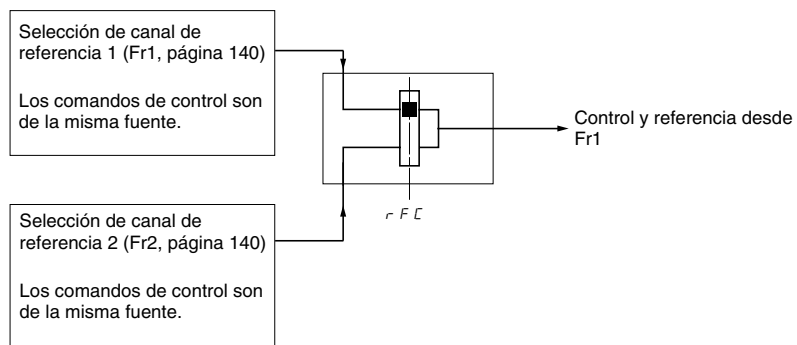 Selección de canal de
referencia 1 (Fr1, página 140)
Los comandos de control son
de la misma fuente.
Control y referencia desde
Fr1
rFC
Selección de canal de
referencia 2 (Fr2, página 140)
Los comandos de control son
de la misma fuente.